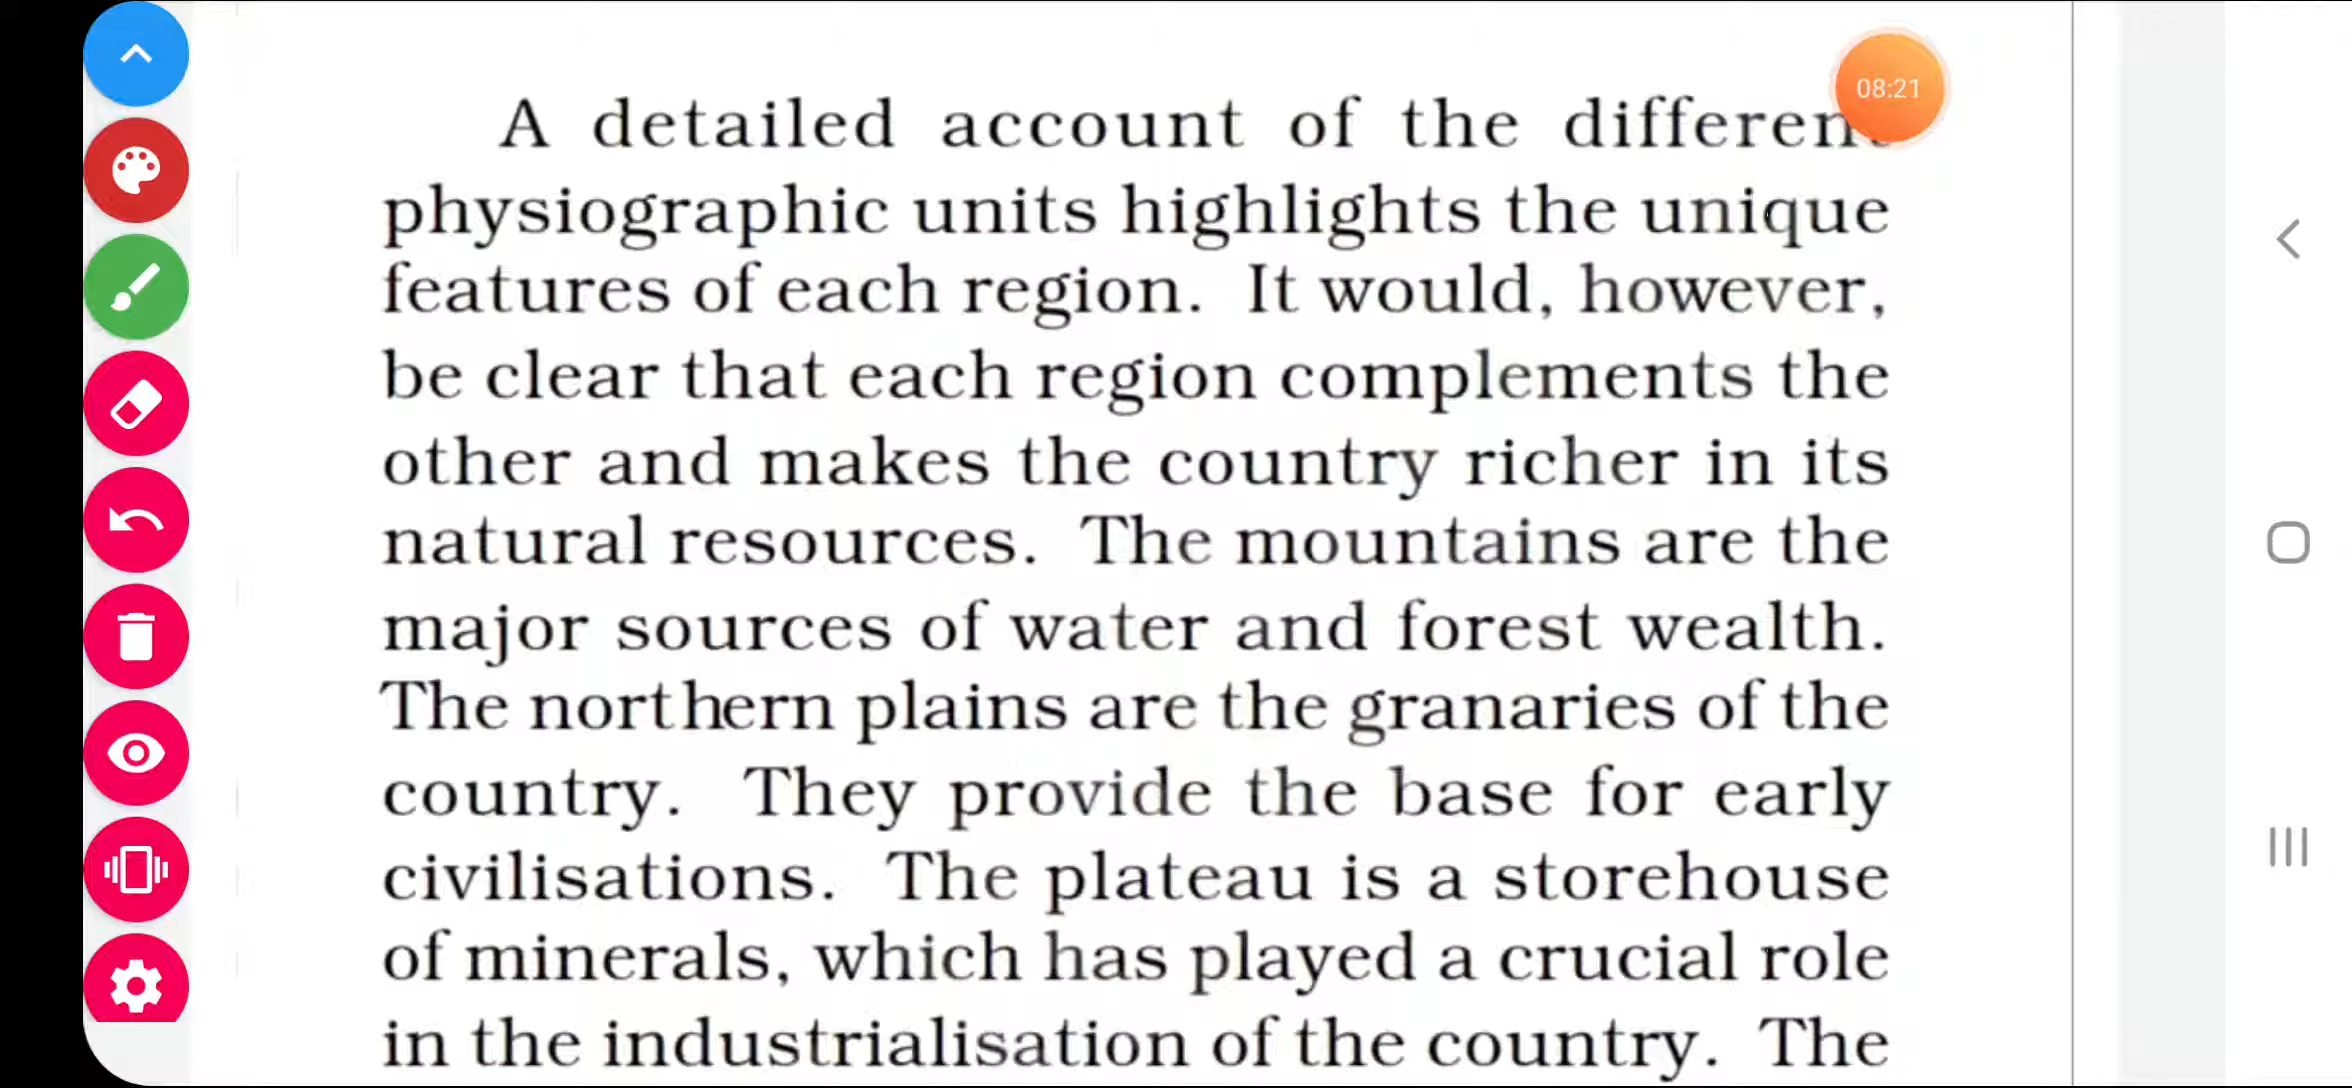 08:21
A detailed account of the different
physiographic units highlights the unique
features of each region. It would, however,
be clear that each region complements the
other and makes the country richer in its
natural resources. The mountains are the
major sources of water and forest wealth.
The northern plains are the granaries of the
country. They provide the base for early
civilisations. The plateau is a storehouse
of minerals, which has played a crucial role
in the industrialisation of the country. The